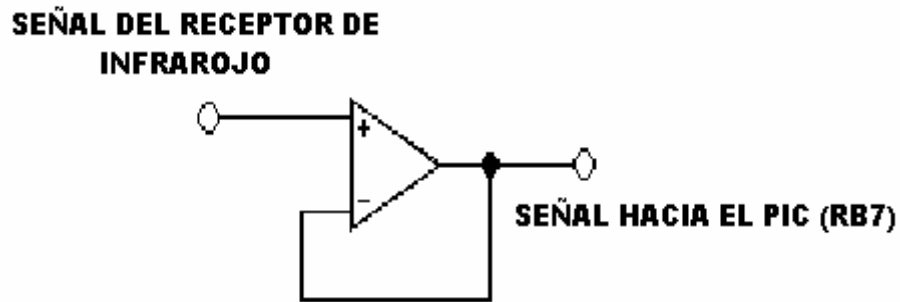 SEÑAL DEL RECEPTOR DE
INFRAROJO
+
-
SEÑAL HACIA EL PIC (RB7)